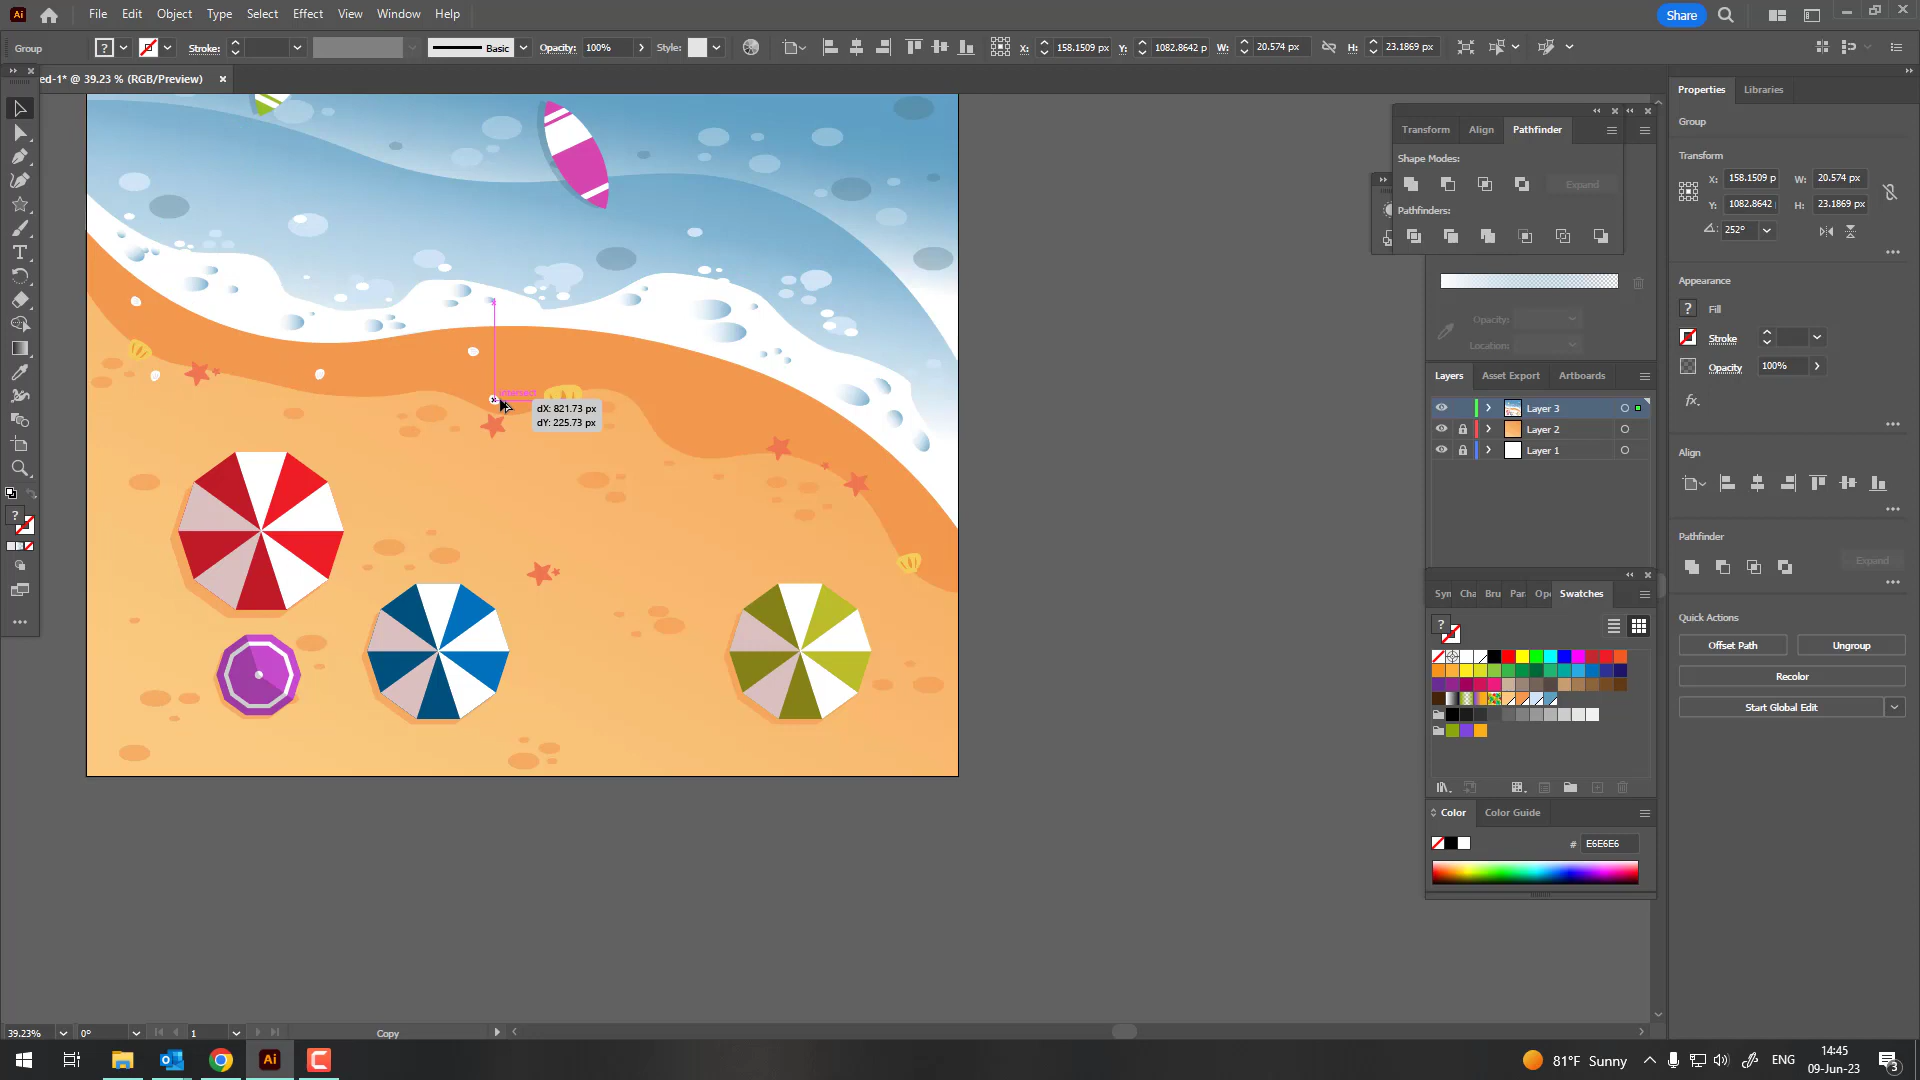 Ai
File Edit Object Type Select Effect View Window Help
Share
Group
?
Stroke:
Basic
Opacity: 100%
Style:
X: 158.1509 px
Y: 1082.8642 p
W: 20.574 px
H: 23.1869 px
ed-1* @ 39.23 % (RGB/Preview)
Properties Libraries
Group
Transform Align Pathfinder
Shape Modes:
Expand
Pathfinders:
Transform
X: 158.1509 p
W: 20.574 px
Y: 1082.8642
H: 23.1869 px
252°
Opacity:
Location:
Appearance
? Fill
Stroke
Opacity 100%
fx.
Layers Asset Export Artboards
Layer 3
Layer 2
Layer 1
intersect
dX: 821.73 px
dY: 225.73 px
Align
Pathfinder
Expand
Syn Cha Bru Par Ope Swatches
?
Quick Actions
Offset Path Ungroup
Recolor
Start Global Edit
Color Color Guide
# E6E6E6
39.23% 0° 1 Copy
Ai
81°F Sunny
ENG
14:45
09-Jun-23
3